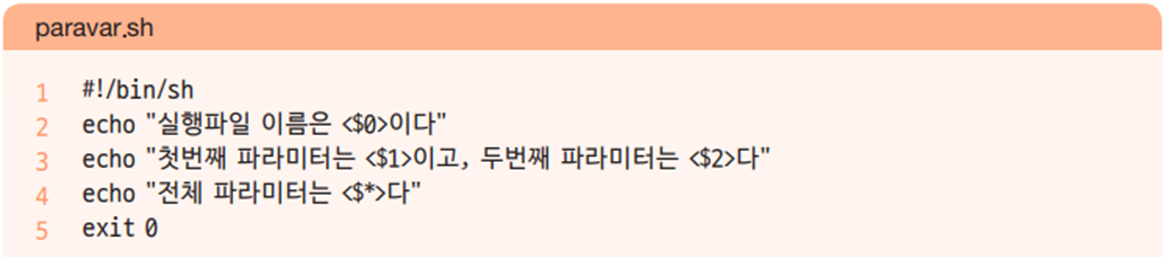 paravar.sh
1 #!/bin/sh
2 echo "실행파일 이름은 <$0>이다"
3 echo "첫번째 파라미터는 <$1>이고, 두번째 파라미터는 <$2>다"
4 echo "전체 파라미터는 <$*>다"
5 exit 0